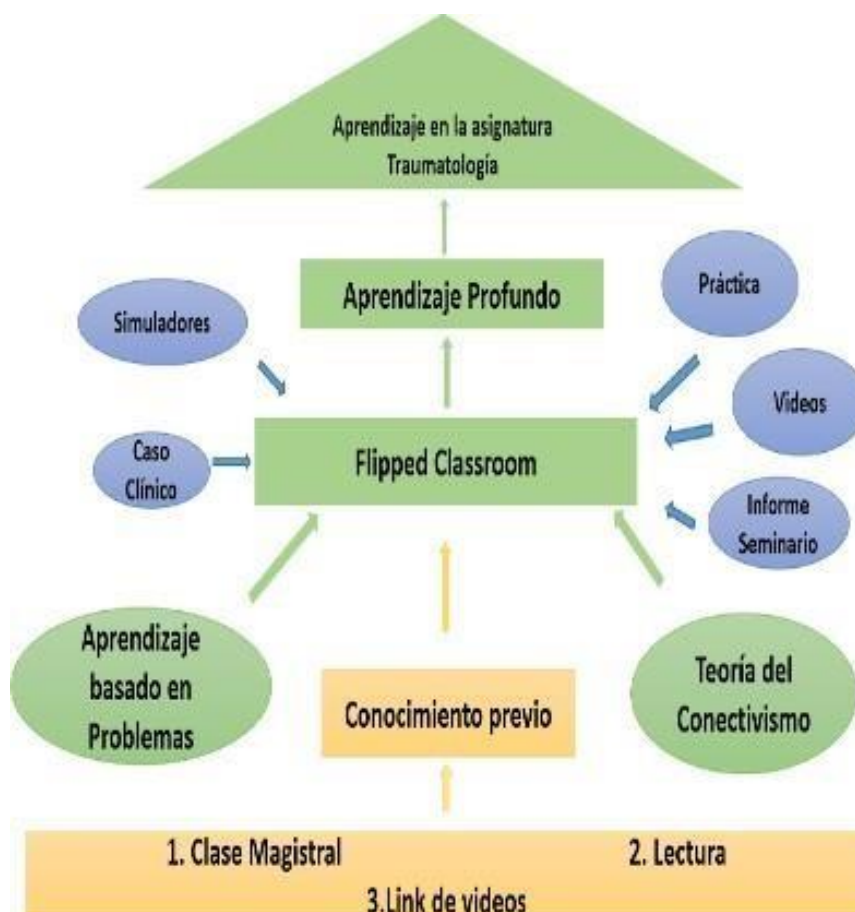 Aprendizaje en la asignatura
Traumatología
Aprendizaje Profundo
Práctica
Simuladores
Videos
Flipped Classroom
Caso
Clínico
Informe
Seminario
Aprendizaje
basado en
Problemas
Conocimiento previo
Teoría del
Conectivismo
1. Clase Magistral
2. Lectura
3.Link de videos